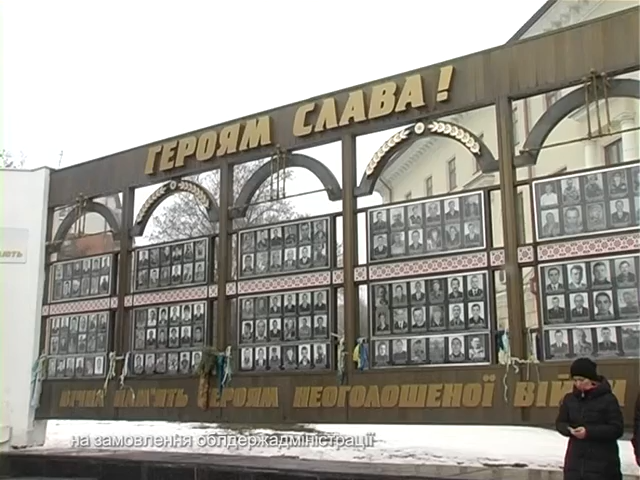 ГЕРОЯМ СЛАВА!
ВІЧНА ПАМ'ЯТЬ ГЕРОЯМ НЕОГОЛОШЕНОЇ ВІЙНИ
на замовлення облдержадміністрації